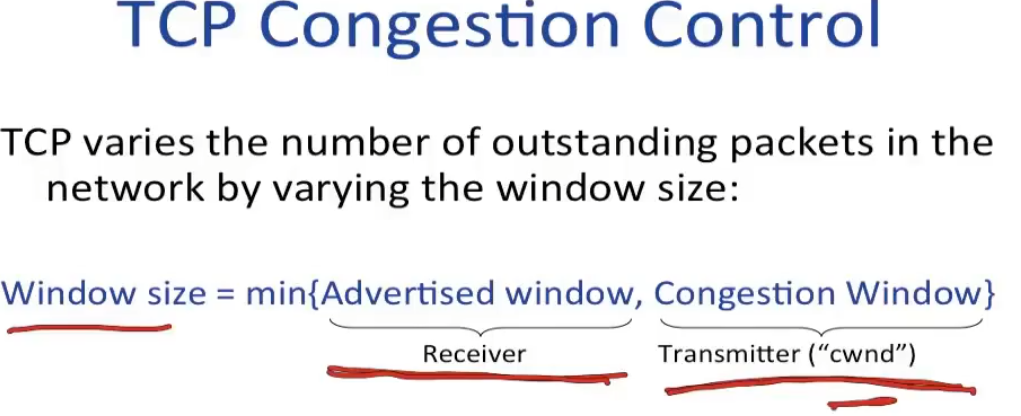 TCP Congestion Control
TCP varies the number of outstanding packets in the
network by varying the window size:
Window size = min{Advertised window, Congestion Window}
Receiver Transmitter (“cwnd”)